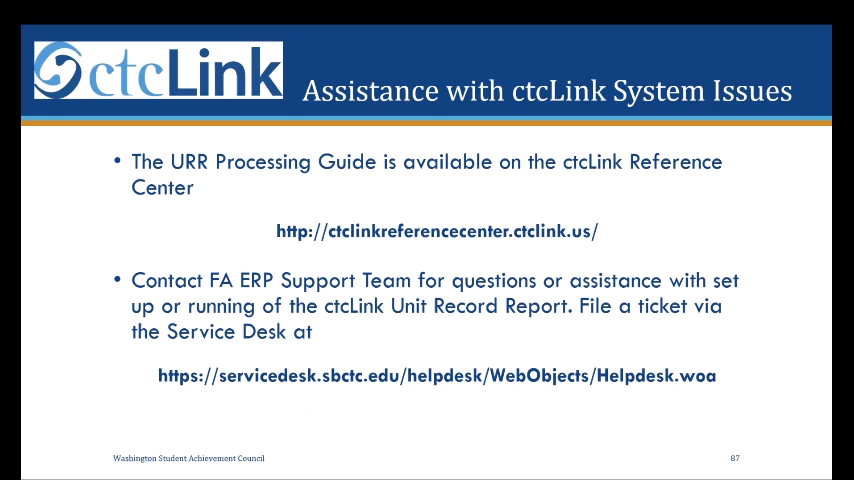 ctcLink
Assistance with ctcLink System Issues
• The URR Processing Guide is available on the ctcLink Reference
Center
http://ctclinkreferencecenter.ctclink.us/
• Contact FA ERP Support Team for questions or assistance with set
up or running of the ctcLink Unit Record Report. File a ticket via
the Service Desk at
https://servicedesk.sbctc.edu/helpdesk/WebObjects/Helpdesk.woa
Washington Student Achievement Council
87